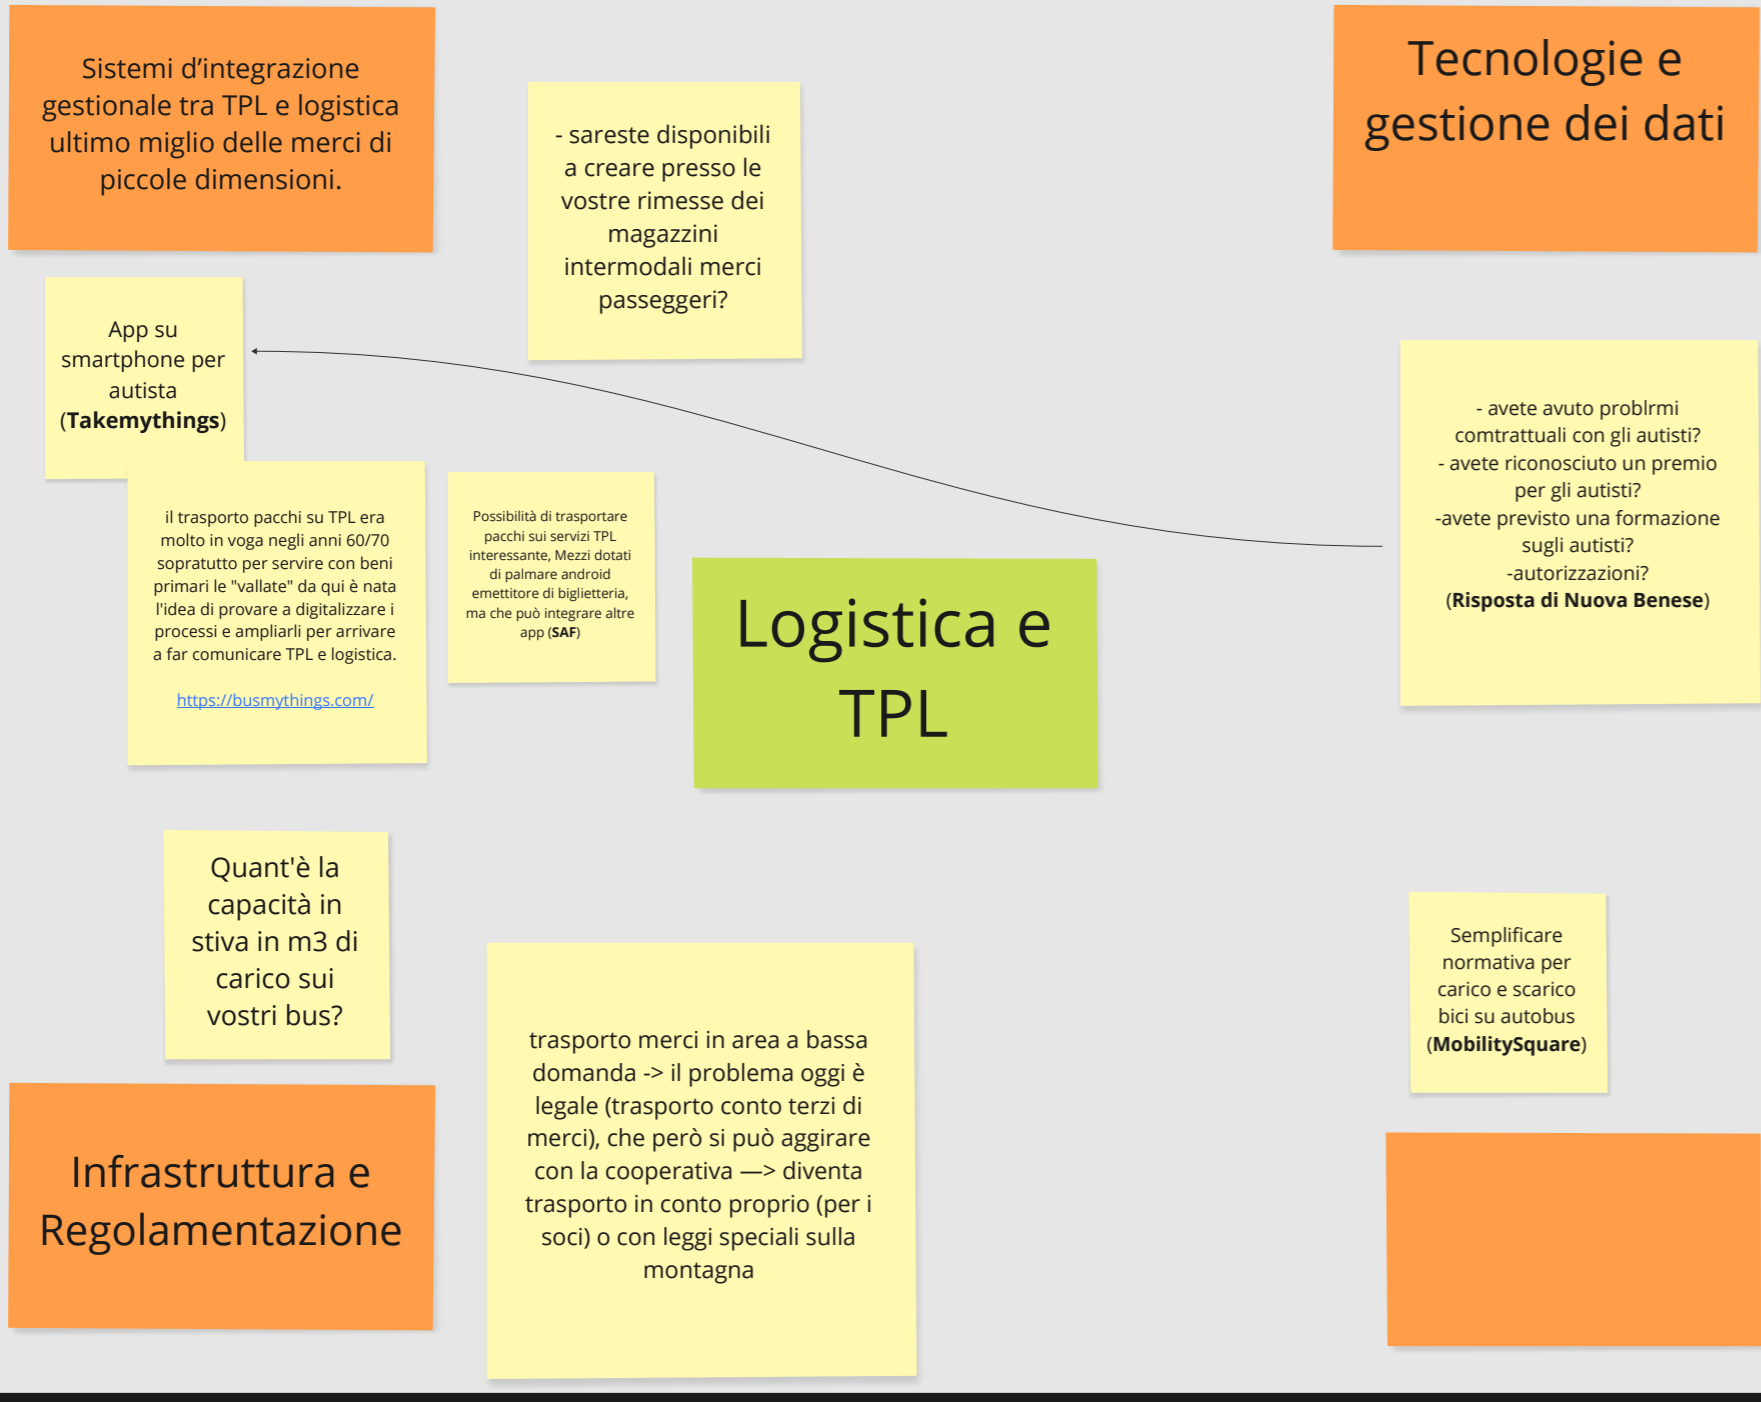 Sistemi d’integrazione
gestionale tra TPL e logistica
ultimo miglio delle merci di
piccole dimensioni.
- sareste disponibili
a creare presso le
vostre rimesse dei
magazzini
intermodali merci
passeggeri?
Tecnologie e
gestione dei dati
App su
smartphone per
autista
(Takemythings)
il trasporto pacchi su TPL era
molto in voga negli anni 60/70
sopratutto per servire con beni
primari le "vallate" da qui è nata
l'idea di provare a digitalizzare i
processi e ampliarli per arrivare
a far comunicare TPL e logistica.
https://busmythings.com/
Possibilità di trasportare
pacchi sui servizi TPL
interessante, Mezzi dotati
di palmare android
emettitore di biglietteria,
ma che può integrare altre
app (SAF)
Logistica e
TPL
- avete avuto problrmi
comtrattuali con gli autisti?
- avete riconosciuto un premio
per gli autisti?
-avete previsto una formazione
sugli autisti?
-autorizzazioni?
(Risposta di Nuova Benese)
Quant'è la
capacità in
stiva in m3 di
carico sui
vostri bus?
trasporto merci in area a bassa
domanda -> il problema oggi è
legale (trasporto conto terzi di
merci), che però si può aggirare
con la cooperativa —> diventa
trasporto in conto proprio (per i
soci) o con leggi speciali sulla
montagna
Semplificare
normativa per
carico e scarico
bici su autobus
(MobilitySquare)
Infrastruttura e
Regolamentazione